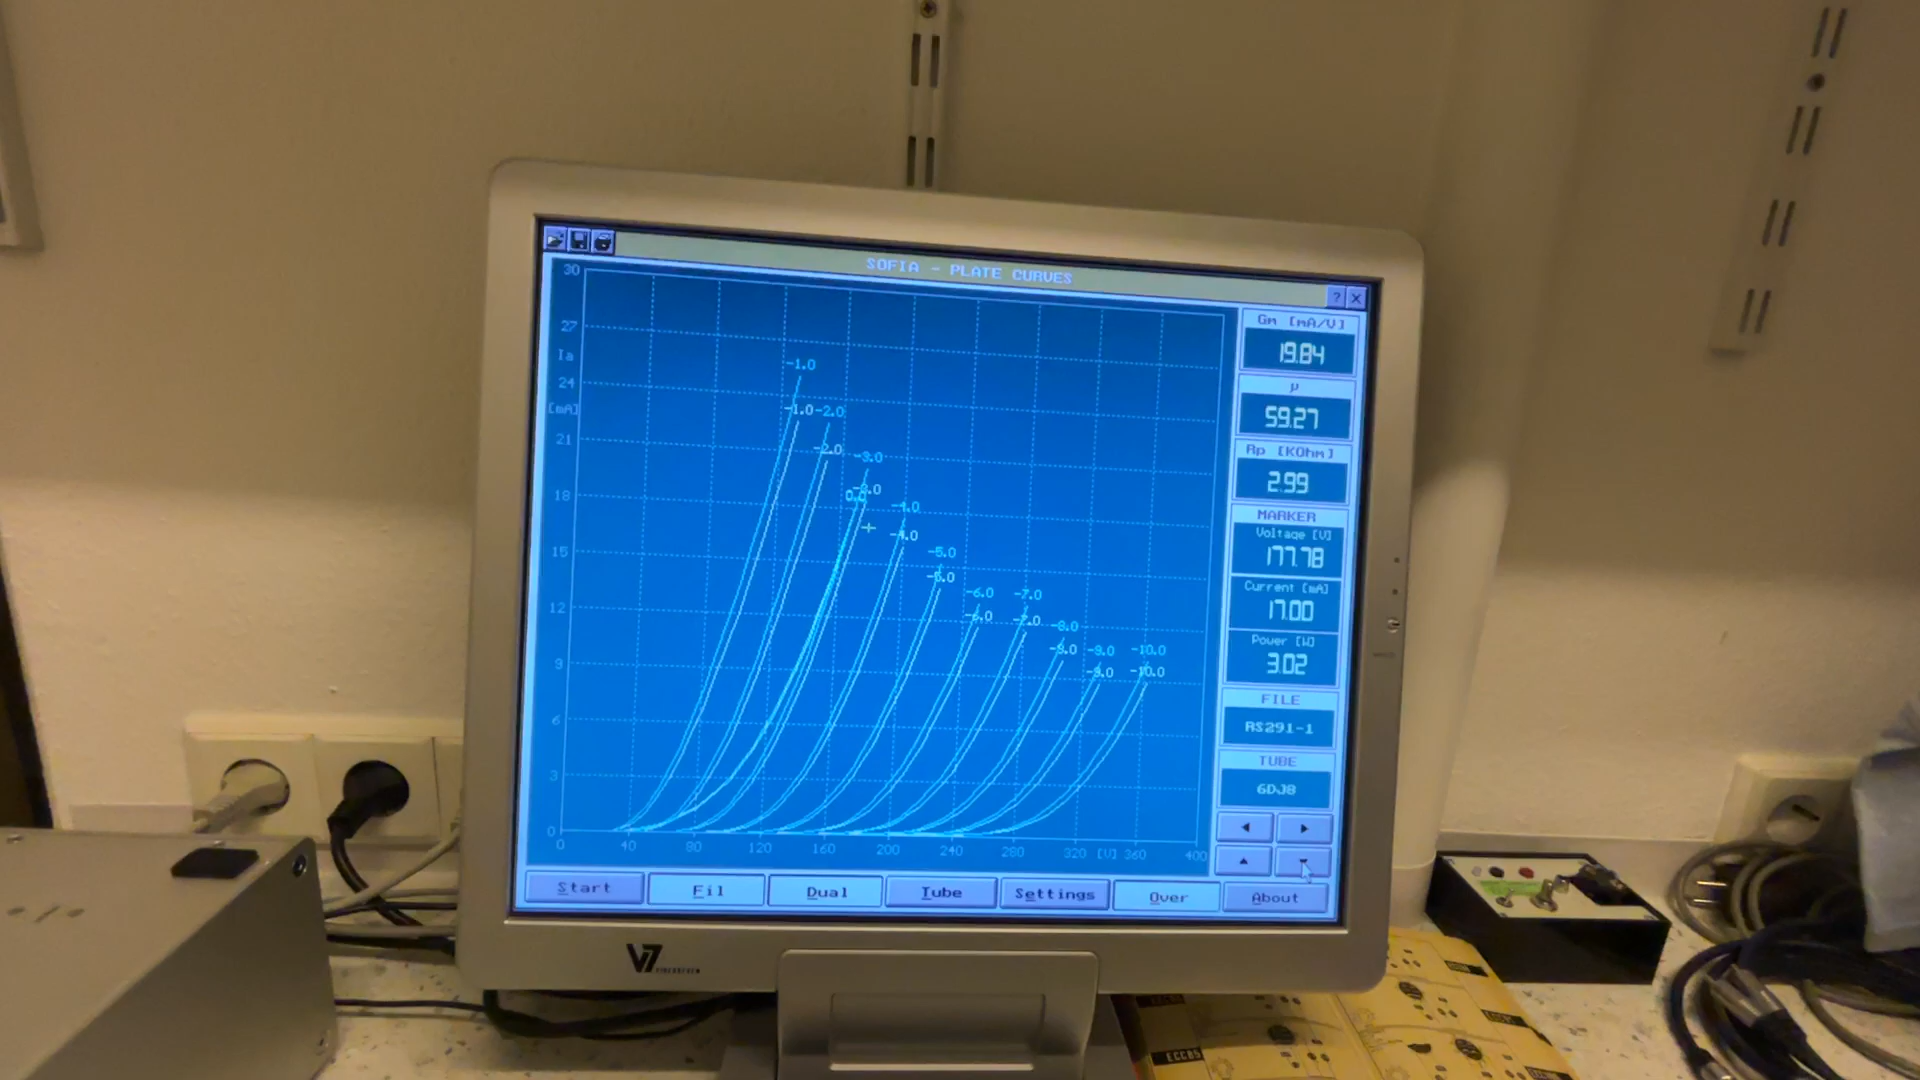 SOFIA - PLATE CURVES
? X
30
27
Ia
24
[mA]
21
18
15
12
9
6
3
0
0 40 80 120 160 200 240 280 320 [V] 360 400
-1.0
-1.0 -2.0
-2.0 -3.0
-3.0
0.0 -4.0
-4.0
-5.0
-5.0
-6.0 -7.0
-6.0 -7.0 -8.0
-8.0 -9.0 -10.0
-9.0 -10.0
Gm [mA/V]
19.84
µ
59.27
Rp [KOhm]
2.99
MARKER
Voltage [V]
177.78
Current [mA]
17.00
Power [W]
3.02
FILE
RS291-1
TUBE
6DJ8
Start Fil Dual Tube Settings Over About
V7
ECC85